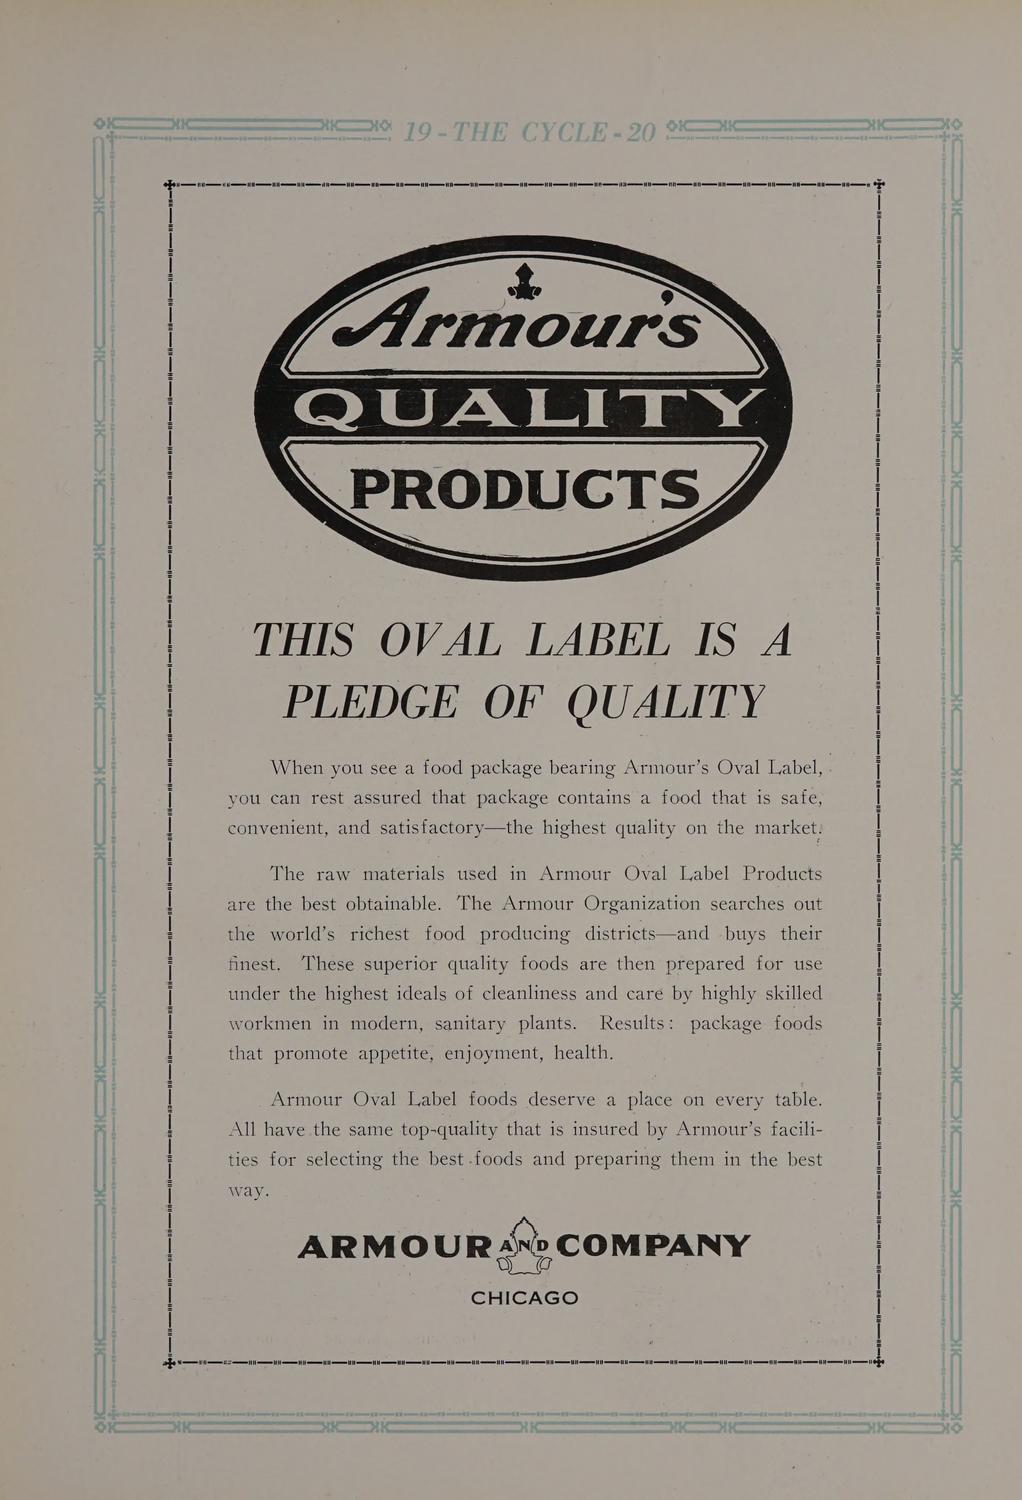 19-THE CYCLE-20
Armour's
QUALITY
PRODUCTS
THIS OVAL LABEL IS A
PLEDGE OF QUALITY
When you see a food package bearing Armour's Oval Label,
you can rest assured that package contains a food that is safe,
convenient, and satisfactory—the highest quality on the market.
The raw materials used in Armour Oval Label Products
are the best obtainable. The Armour Organization searches out
the world's richest food producing districts—and buys their
finest. These superior quality foods are then prepared for use
under the highest ideals of cleanliness and care by highly skilled
workmen in modern, sanitary plants. Results: package foods
that promote appetite, enjoyment, health.
Armour Oval Label foods deserve a place on every table.
All have the same top-quality that is insured by Armour's facili-
ties for selecting the best foods and preparing them in the best
way.
ARMOUR AND COMPANY
CHICAGO